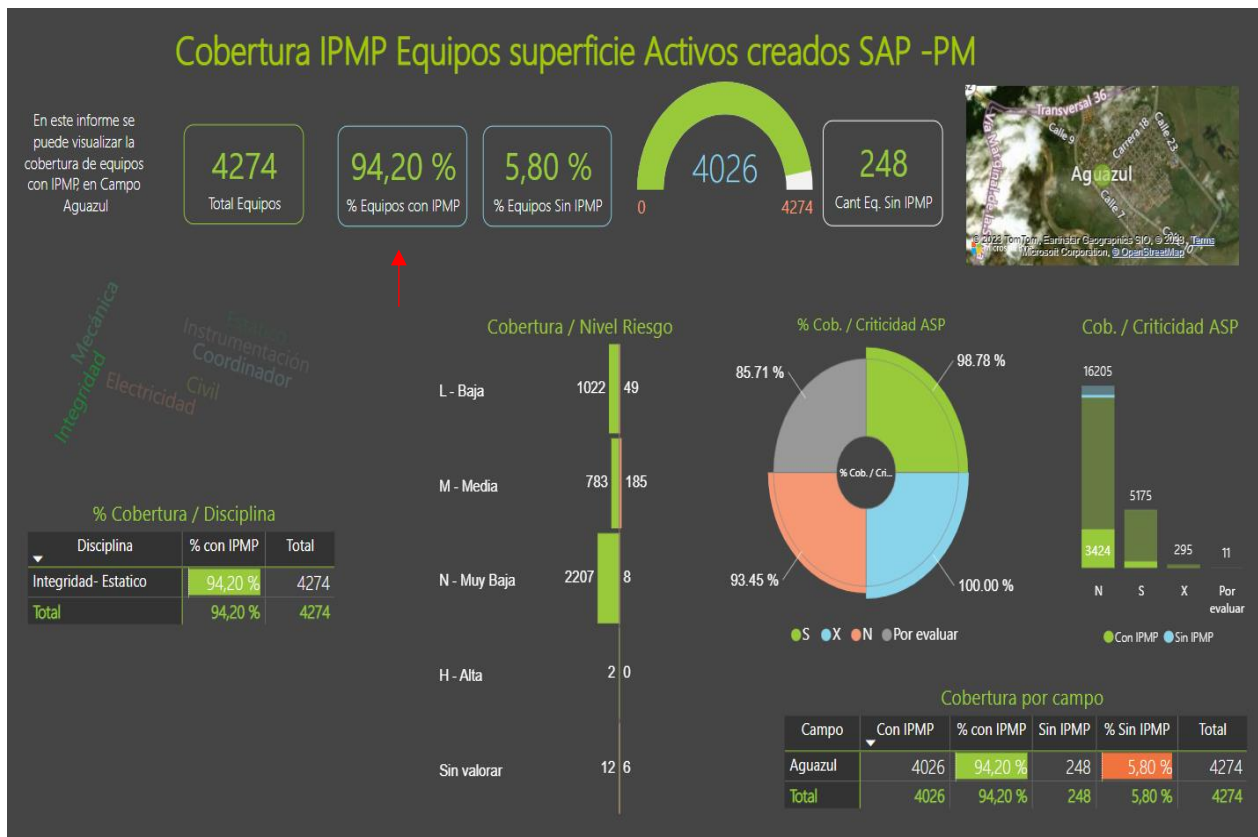 Cobertura IPMP Equipos superficie Activos creados SAP -PM
En este informe se
puede visualizar la
cobertura de equipos
con IPMP, en Campo
Aguazul
4274
Total Equipos
94,20 %
% Equipos con IPMP
5,80 %
% Equipos Sin IPMP
4026
0
4274
248
Cant Eq. Sin IPMP
Transversal 36
Calle 9
Carrera 18
Calle 23
Aguazul
Calle 7
Microsoft Corporation, © OpenStreetMap
Terms
Mecánica
Integridad
Electricidad
Civil
Estatico
Instrumentación
Coordinador
% Cobertura / Disciplina
Disciplina % con IPMP Total
Integridad- Estatico 94,20 % 4274
Total 94,20 % 4274
Cobertura / Nivel Riesgo
L - Baja 1022 49
M - Media 783 185
N - Muy Baja 2207 8
H - Alta 2 0
Sin valorar 12 6
% Cob. / Criticidad ASP
85.71 %
98.78 %
% Cob. / Cri...
93.45 %
100.00 %
S X N Por evaluar
Cob. / Criticidad ASP
16205
5175
3424
295
11
N S X Por
evaluar
Con IPMP Sin IPMP
Cobertura por campo
Campo Con IPMP % con IPMP Sin IPMP % Sin IPMP Total
Aguazul 4026 94,20 % 248 5,80 % 4274
Total 4026 94,20 % 248 5,80 % 4274